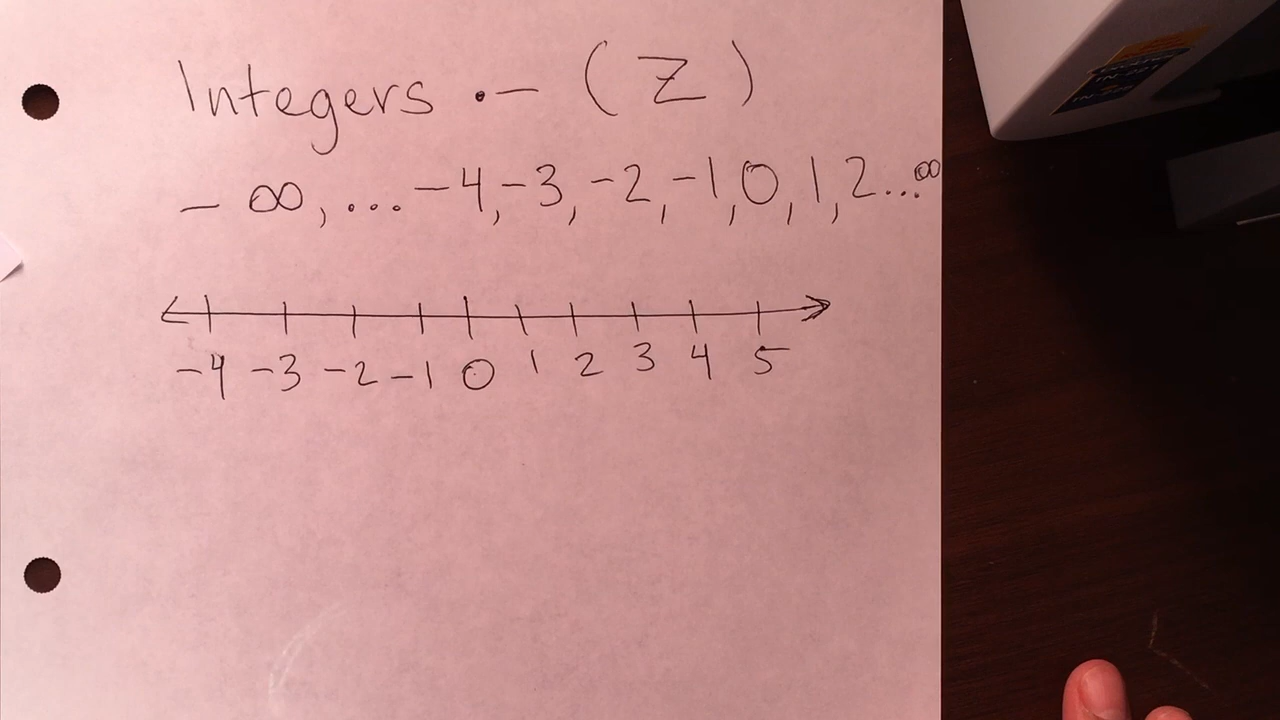 Integers :- (Z)
- ∞, ... -4, -3, -2, -1, 0, 1, 2 ... ∞
-4 -3 -2 -1 0 1 2 3 4 5